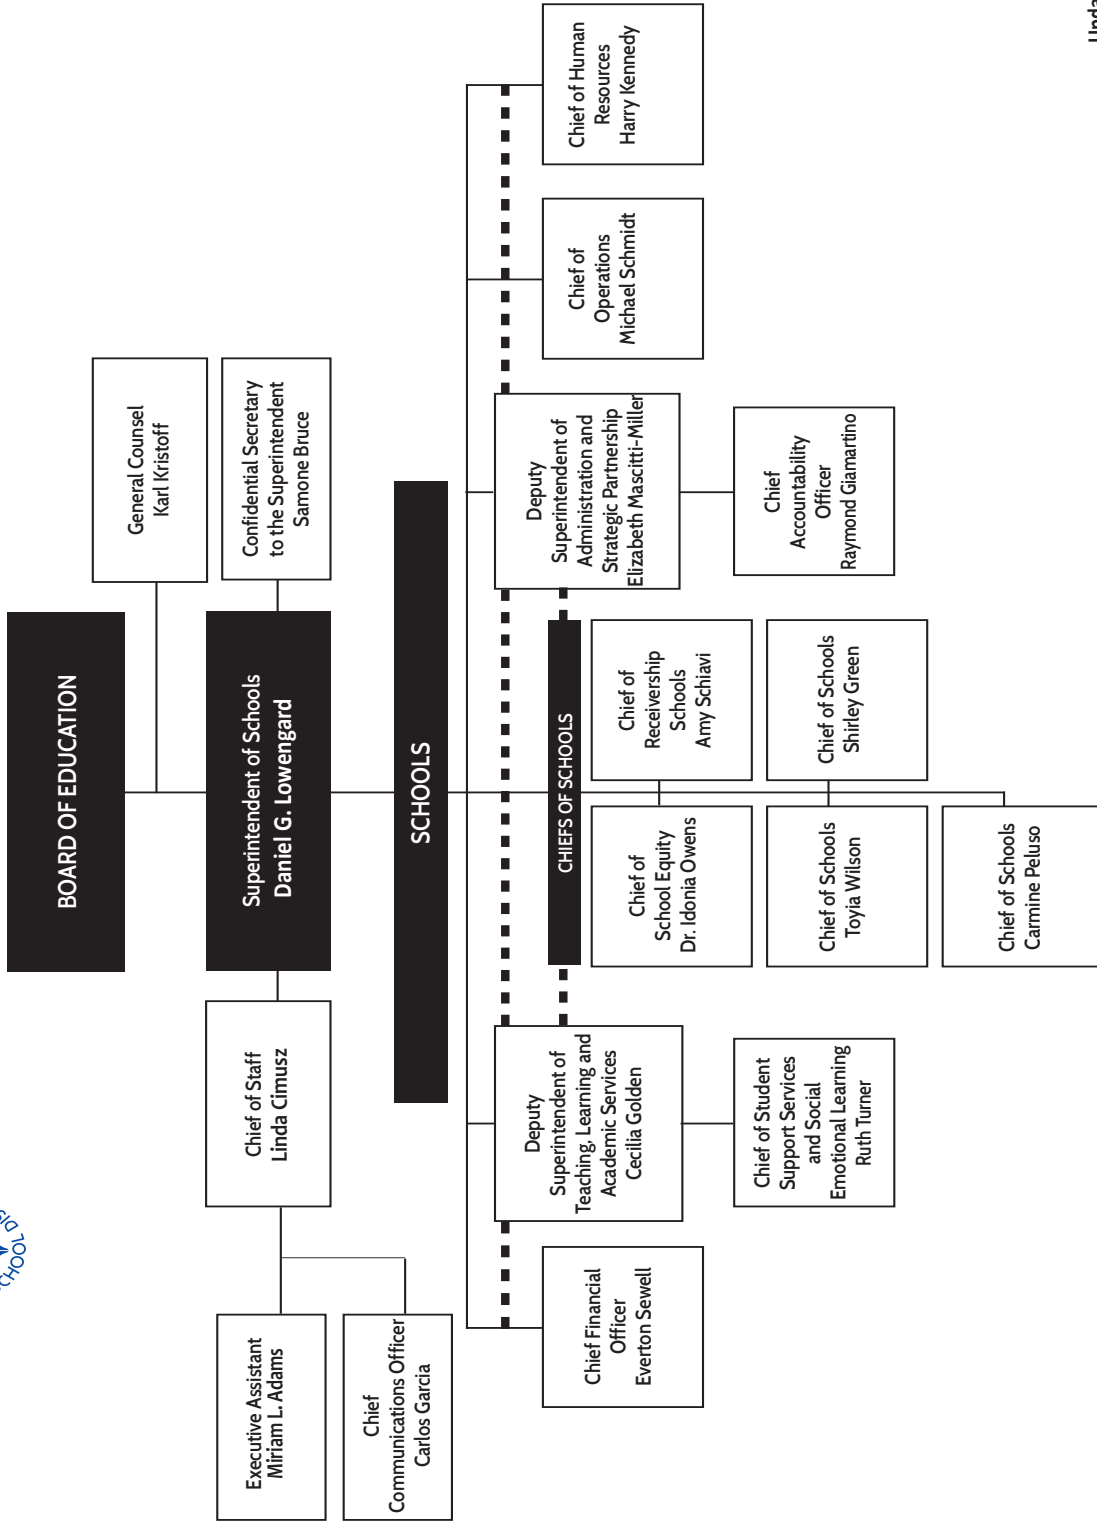 BOARD OF EDUCATION
General Counsel
Karl Kristoff
Superintendent of Schools
Daniel G. Lowengard
Confidential Secretary
to the Superintendent
Samone Bruce
Chief of Staff
Linda Cimusz
Executive Assistant
Miriam L. Adams
Chief
Communications Officer
Carlos Garcia
SCHOOLS
Chief Financial
Officer
Everton Sewell
Deputy
Superintendent of
Teaching, Learning and
Academic Services
Cecilia Golden
CHIEFS OF SCHOOLS
Deputy
Superintendent of
Administration and
Strategic Partnership
Elizabeth Mascitti-Miller
Chief of
Operations
Michael Schmidt
Chief of Human
Resources
Harry Kennedy
Chief of Student
Support Services
and Social
Emotional Learning
Ruth Turner
Chief of
School Equity
Dr. Idonia Owens
Chief of
Receivership
Schools
Amy Schiavi
Chief
Accountability
Officer
Raymond Giamartino
Chief of Schools
Toyia Wilson
Chief of Schools
Shirley Green
Chief of Schools
Carmine Peluso